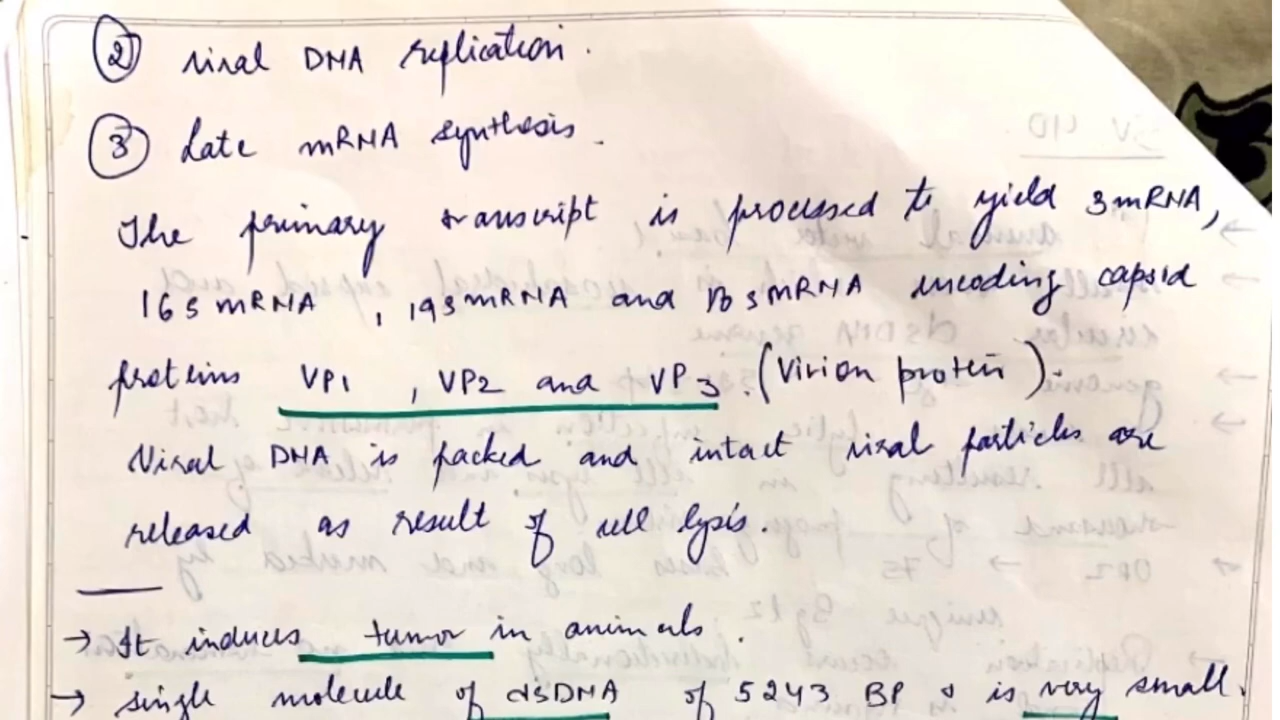 ② viral DNA replication.
③ Late mRNA synthesis.
The primary transcript is processed to yield 3mRNA,
16s mRNA, 19s mRNA and 18s mRNA encoding capsid
proteins VP1, VP2 and VP3. (Virion protein).
Viral DNA is packed and intact viral particles are
released as result of cell lysis.
→ It induces tumor in animals.
→ single molecule of dsDNA of 5243 BP & is very small.